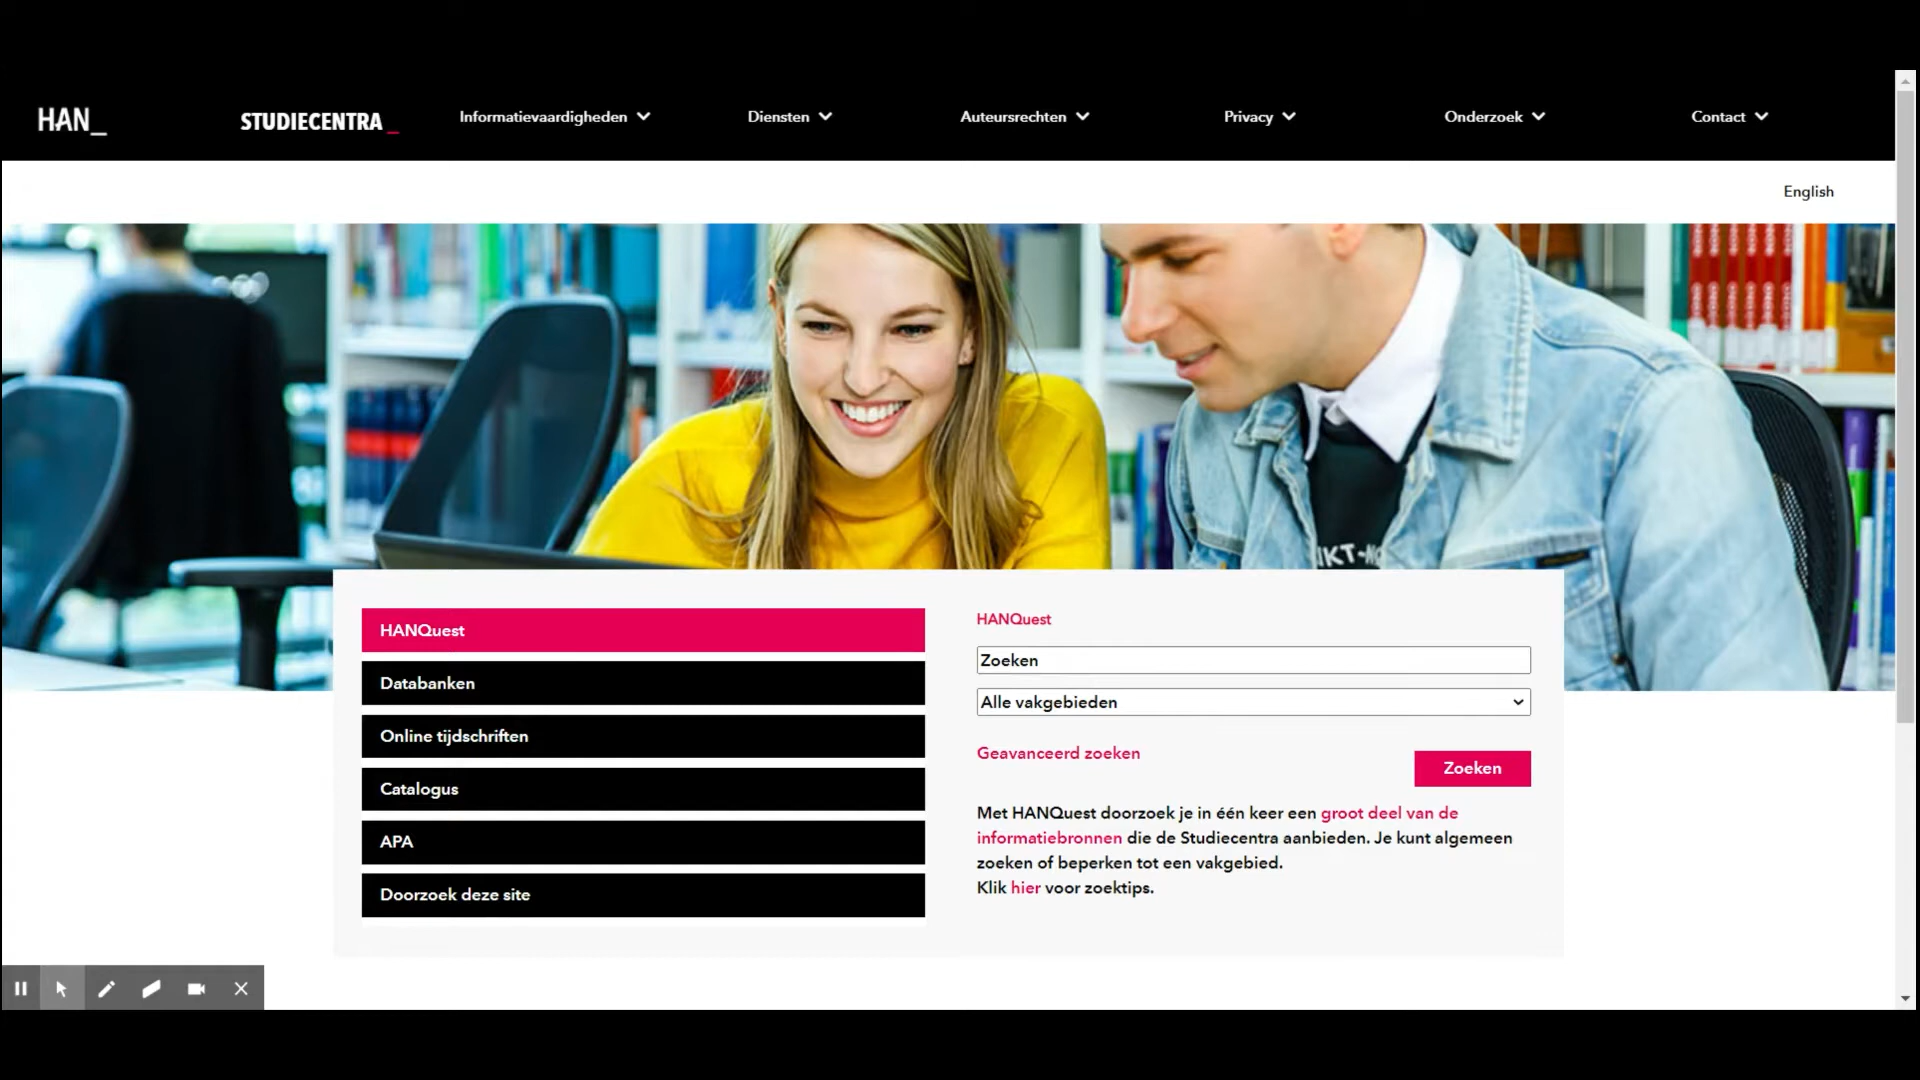 HAN_
STUDIECENTRA_
Informatievaardigheden
Diensten
Auteursrechten
Privacy
Onderzoek
Contact
English
HANQuest
Databanken
Online tijdschriften
Catalogus
APA
Doorzoek deze site
HANQuest
Zoeken
Alle vakgebieden
Geavanceerd zoeken
Zoeken
Met HANQuest doorzoek je in één keer een groot deel van de
informatiebronnen die de Studiecentra aanbieden. Je kunt algemeen
zoeken of beperken tot een vakgebied.
Klik hier voor zoektips.